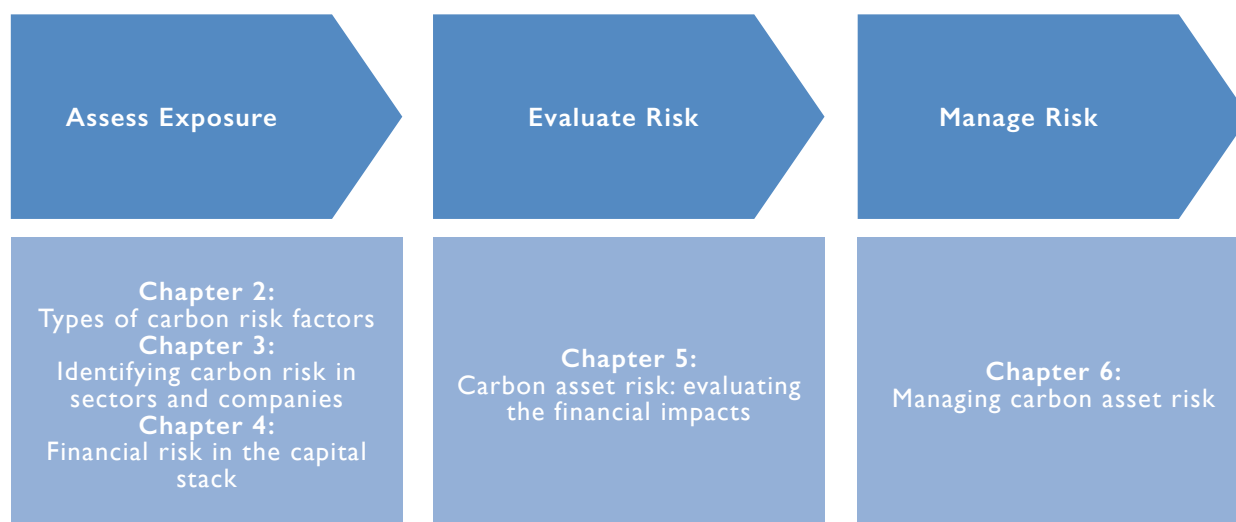 Assess Exposure
Evaluate Risk
Manage Risk
Chapter 2:
Types of carbon risk factors
Chapter 3:
Identifying carbon risk in
sectors and companies
Chapter 4:
Financial risk in the capital
stack
Chapter 5:
Carbon asset risk: evaluating
the financial impacts
Chapter 6:
Managing carbon asset risk